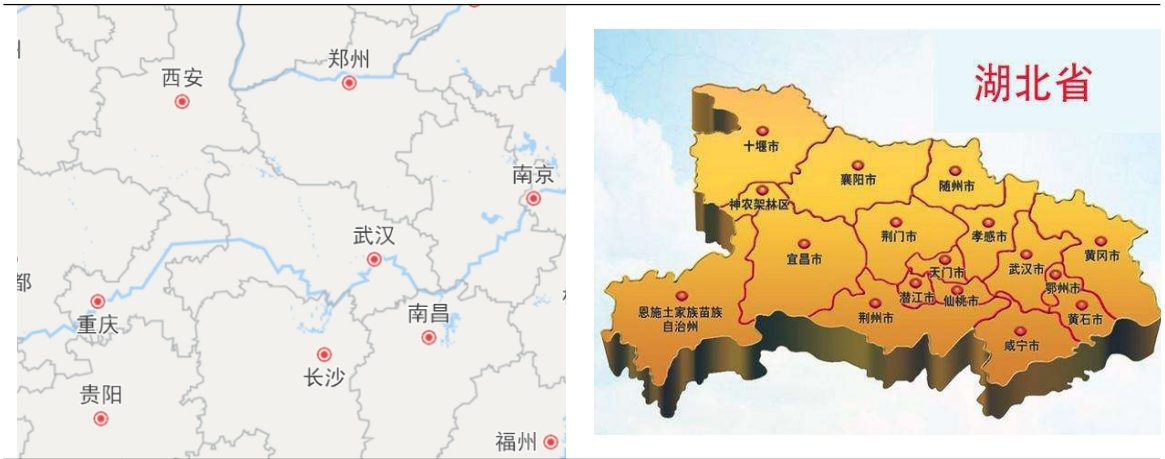 郑州
西安
南京
武汉
都
重庆
南昌
长沙
贵阳
福州
湖北省
十堰市
襄阳市
随州市
神农架林区
荆门市
孝感市
黄冈市
宜昌市
天门市
武汉市
鄂州市
潜江市
仙桃市
恩施土家族苗族
自治州
荆州市
黄石市
咸宁市